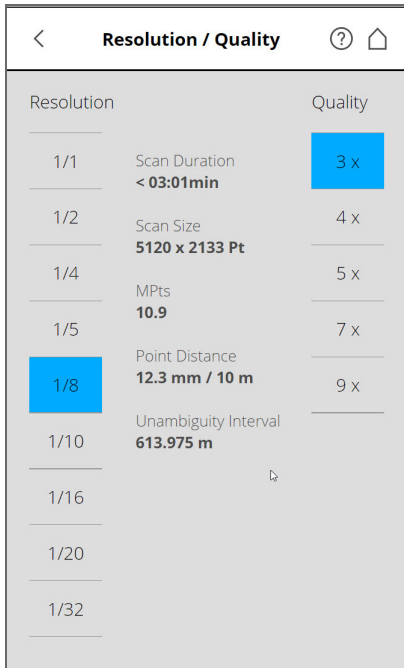 Resolution / Quality
?
Resolution
Quality
1/1
1/2
1/4
1/5
1/8
1/10
1/16
1/20
1/32
Scan Duration
< 03:01min
Scan Size
5120 x 2133 Pt
MPts
10.9
Point Distance
12.3 mm / 10 m
Unambiguity Interval
613.975 m
3 x
4 x
5 x
7 x
9 x